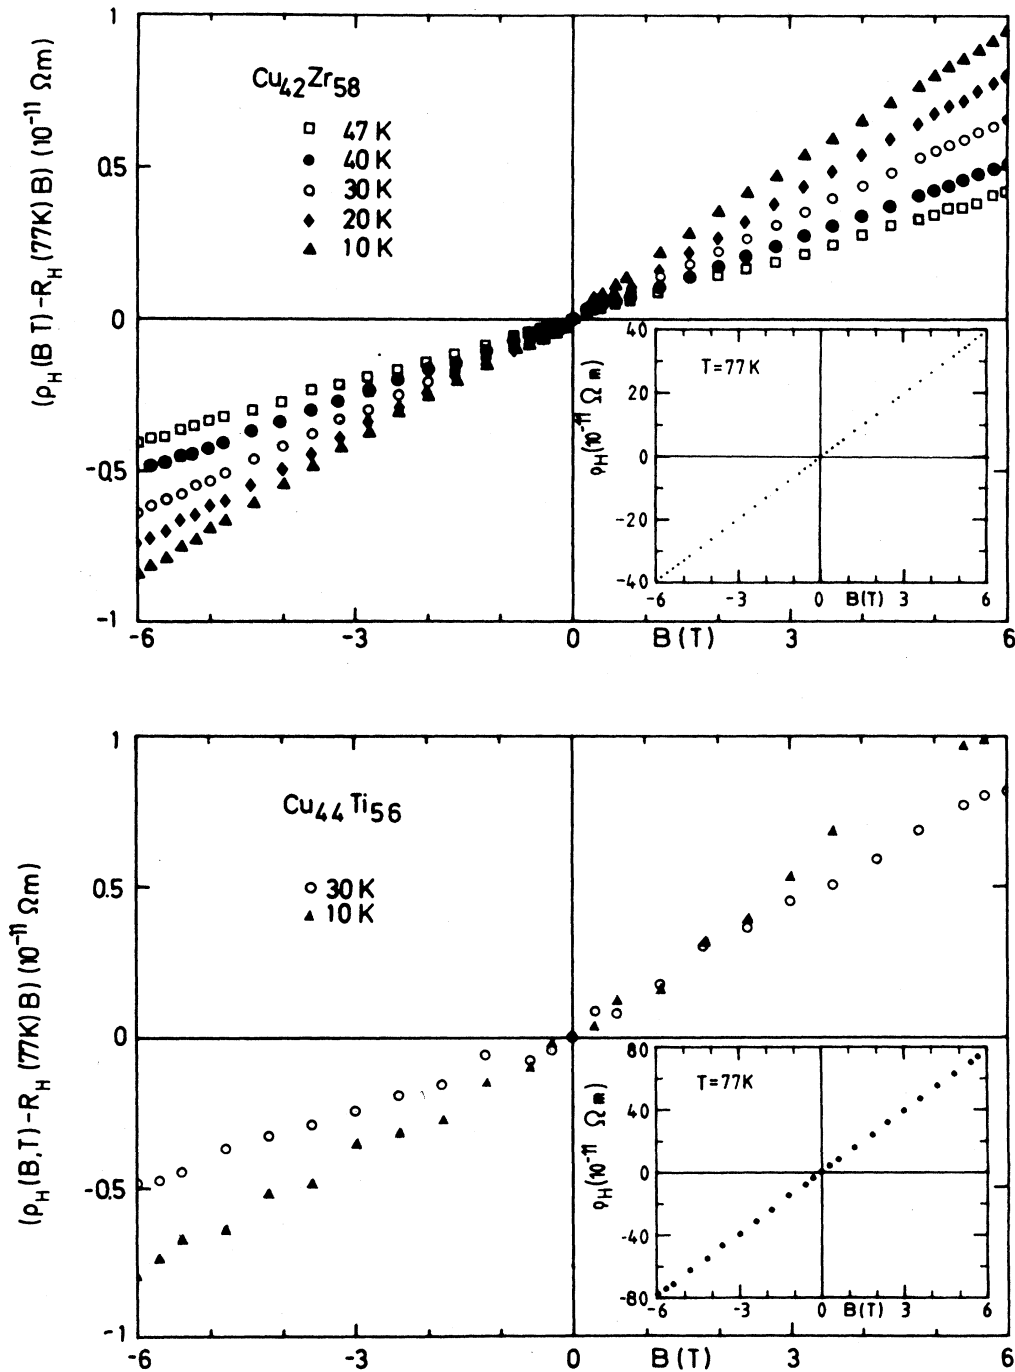 1
Cu42Zr58
47 K
40 K
30 K
20 K
10 K
0.5
0
-0.5
-1
(ρH (B T) - RH (77K) B) (10⁻¹¹ Ωm)
-6 -3 0 B(T) 3 6
T=77K
40
20
0
-20
-40
ρH(10⁻¹¹ Ω m)
-6 -3 0 B(T) 3 6
1
Cu44Ti56
30 K
10 K
0.5
0
-0.5
-1
(ρH (B,T) - RH (77K) B) (10⁻¹¹ Ωm)
-6 -3 0 B(T) 3 6
T=77K
80
40
0
-40
-80
ρH(10⁻¹¹ Ω m)
-6 -3 0 B(T) 3 6